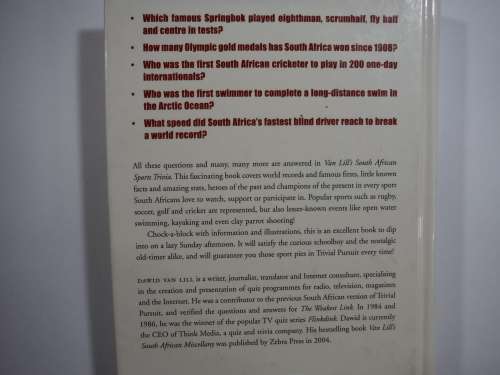 • Which famous Springbok played eighthman, scrumhalf, fly half
and centre in tests?
• How many Olympic gold medals has South Africa won since 1908?
• Who was the first South African cricketer to play in 200 one-day
internationals?
• Who was the first swimmer to complete a long-distance swim in
the Arctic Ocean?
• What speed did South Africa's fastest blind driver reach to break
a world record?
All these questions and many, many more are answered in Van Lill's South African
Sports Trivia. This fascinating book covers world records and famous firsts, little known
facts and amazing stats, heroes of the past and champions of the present in every sport
South Africans love to watch, support or participate in. Popular sports such as rugby,
soccer, golf and cricket are represented, but also lesser-known events like open water
swimming, kayaking and even clay parrot shooting!
Chock-a-block with information and illustrations, this is an excellent book to dip
into on a lazy Sunday afternoon. It will satisfy the curious schoolboy and the nostalgic
old-timer alike, and will guarantee you those sport pies in Trivial Pursuit every time!
DAWID VAN LILL is a writer, journalist, translator and Internet consultant, specialising
in the creation and presentation of quiz programmes for radio, television, magazines
and the Internet. He was a contributor to the previous South African version of Trivial
Pursuit, and verified the questions and answers for The Weakest Link. In 1984 and
1986, he was the winner of the popular TV quiz series Flinkdink. Dawid is currently
the CEO of Think Media, a quiz and trivia company. His bestselling book Van Lill's
South African Miscellany was published by Zebra Press in 2004.